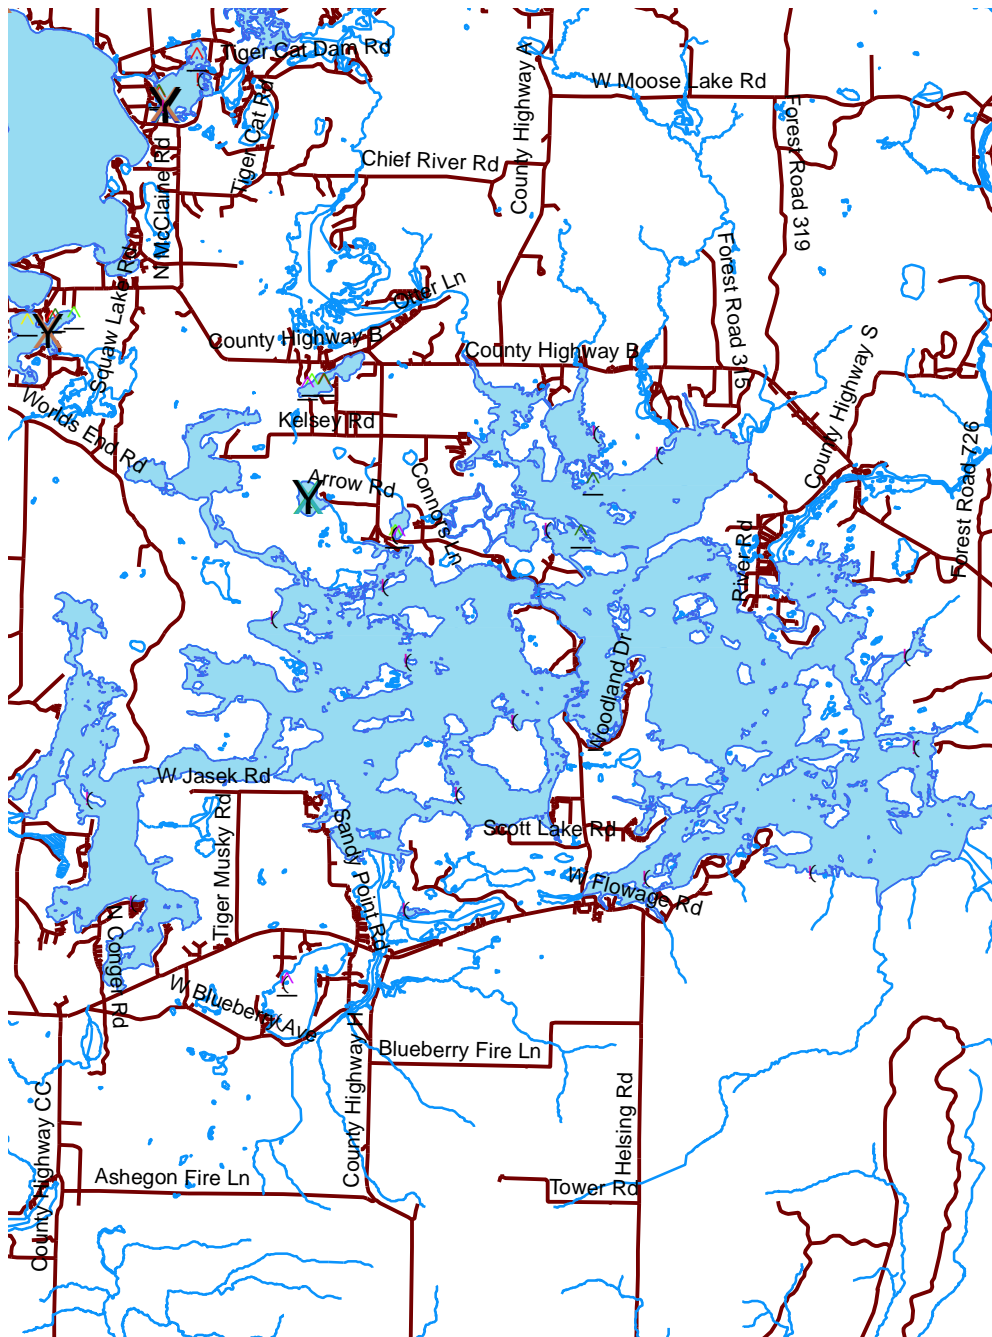 Tiger Cat Dam Rd
W Moose Lake Rd
County Highway A
Forest Road 319
Tiger Cat Rd
N McClaine Rd
Chief River Rd
Forest Road 315
Squaw Lake Rd
Otter Ln
County Highway B
County Highway B
County Highway S
Worlds End Rd
Kelsey Rd
Arrow Rd
Connors Ln
Forest Road 726
River Rd
Woodland Dr
W Jasek Rd
Tiger Musky Rd
Sandy Point Rd
Scott Lake Rd
W Flowage Rd
N Conger Rd
W Blueberry Ave
County Highway H
Blueberry Fire Ln
Helsing Rd
County Highway CC
Ashegon Fire Ln
Tower Rd